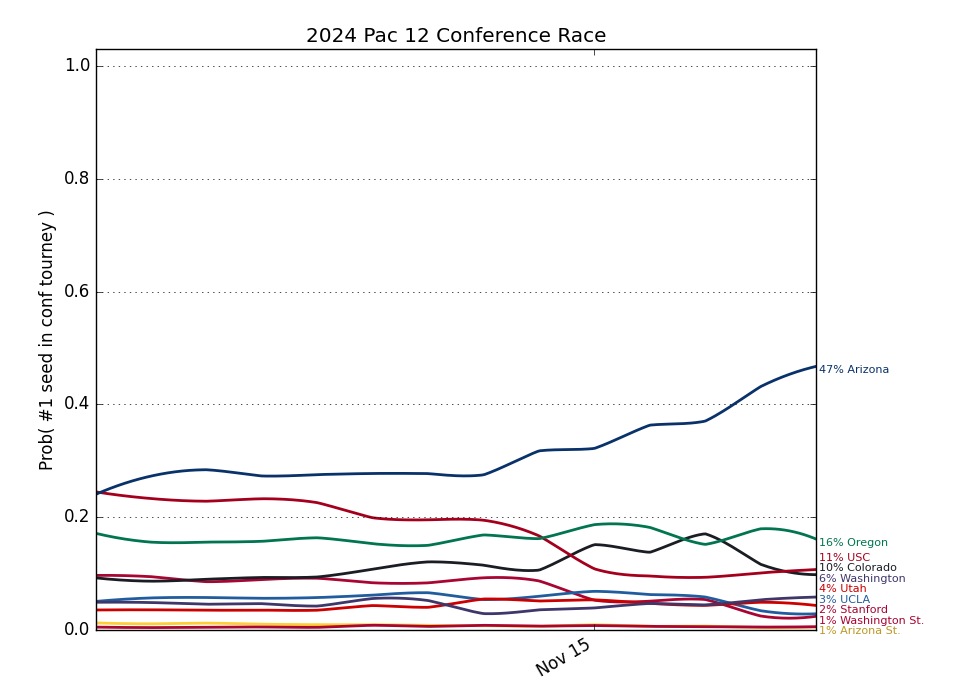 2024 Pac 12 Conference Race
Prob( #1 seed in conf tourney )
1.0
0.8
0.6
0.4
0.2
0.0
Nov 15
47% Arizona
16% Oregon
11% USC
10% Colorado
6% Washington
4% Utah
3% UCLA
2% Stanford
1% Washington St.
1% Arizona St.